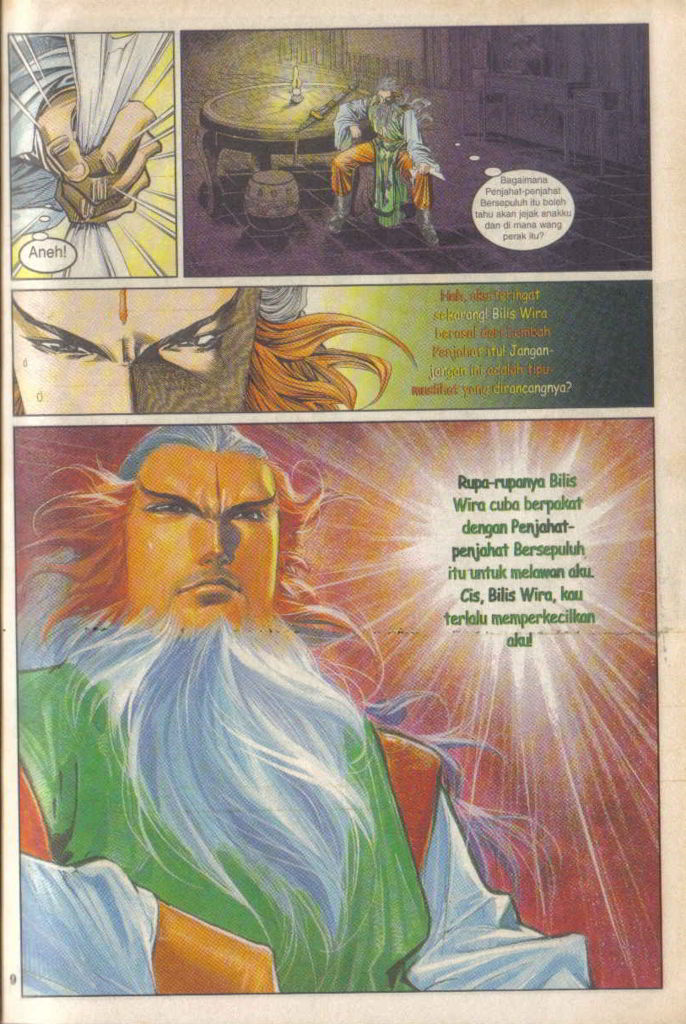 Aneh!
Bagaimana
Penjahat-penjahat
Bersepuluh itu boleh
tahu akan jejak anakku
dan di mana wang
perak itu?
Hah, aku teringat
sekarang! Bilis Wira
berasal dari Lembah
Penjahat itu! Jangan-
jangan ini adalah tipu-
muslihat yang dirancangnya?
Rupa-rupanya Bilis
Wira cuba berpakat
dengan Penjahat-
penjahat Bersepuluh
itu untuk melawan aku.
Cis, Bilis Wira, kau
terlalu memperkecilkan
aku!
9